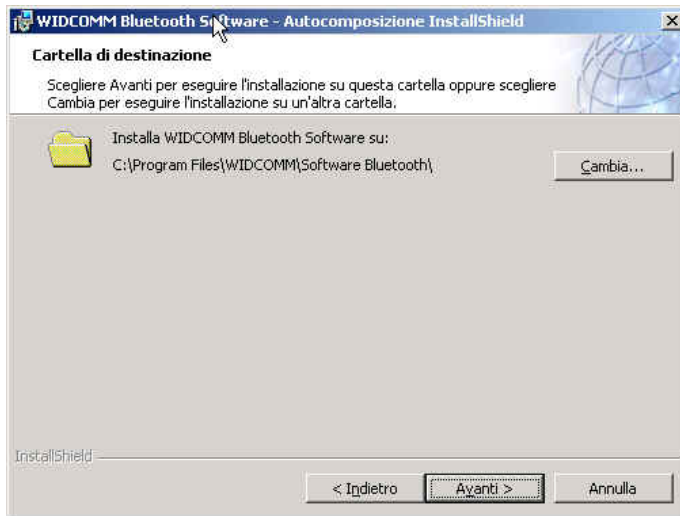 WIDCOMM Bluetooth Software - Autocomposizione InstallShield
Cartella di destinazione
Scegliere Avanti per eseguire l'installazione su questa cartella oppure scegliere
Cambia per eseguire l'installazione su un'altra cartella.
Installa WIDCOMM Bluetooth Software su:
C:\Program Files\WIDCOMM\Software Bluetooth\
Cambia...
InstallShield
< Indietro
Avanti >
Annulla